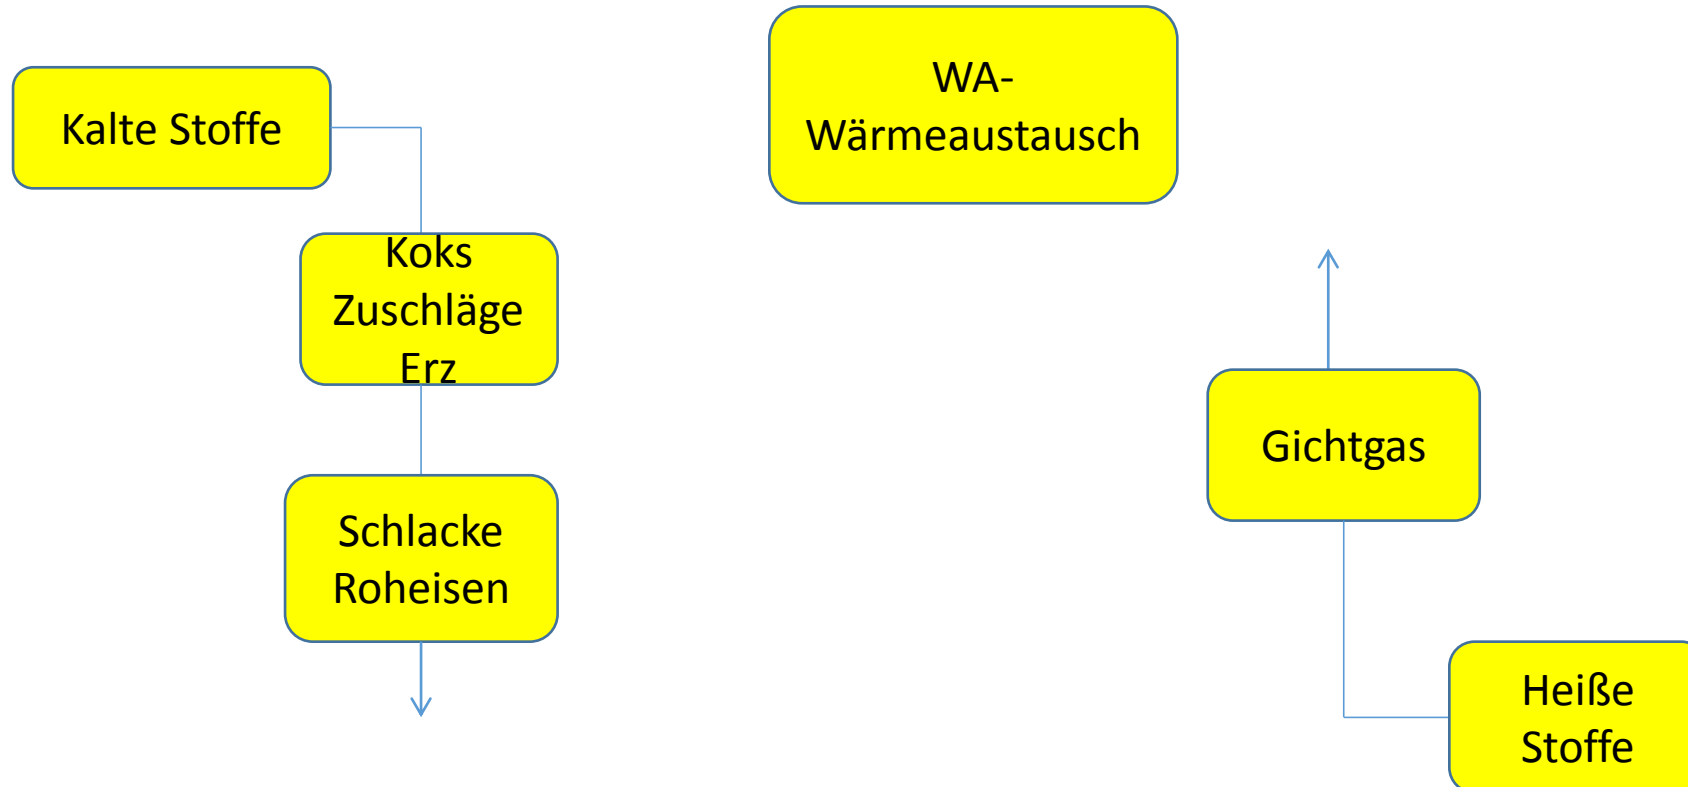 Kalte Stoffe
WA-
Wärmeaustausch
Koks
Zuschläge
Erz
Schlacke
Roheisen
Gichtgas
Heiße
Stoffe